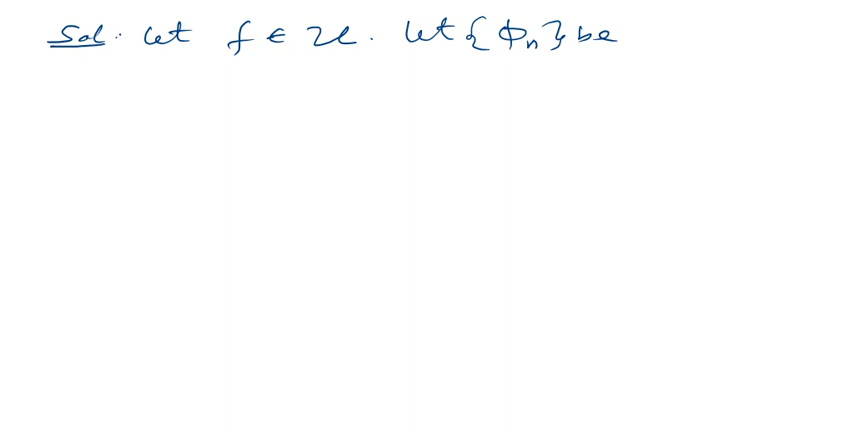 Sol: let f ∈ 𝓤. let {ϕₙ} be